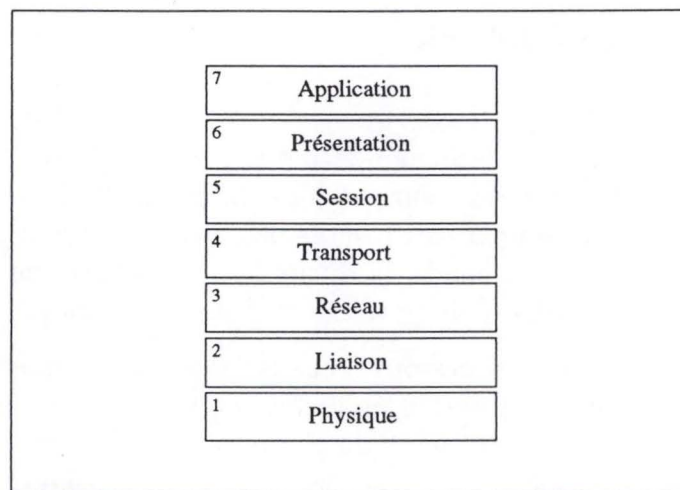 7 Application
6 Présentation
5 Session
4 Transport
3 Réseau
2 Liaison
1 Physique